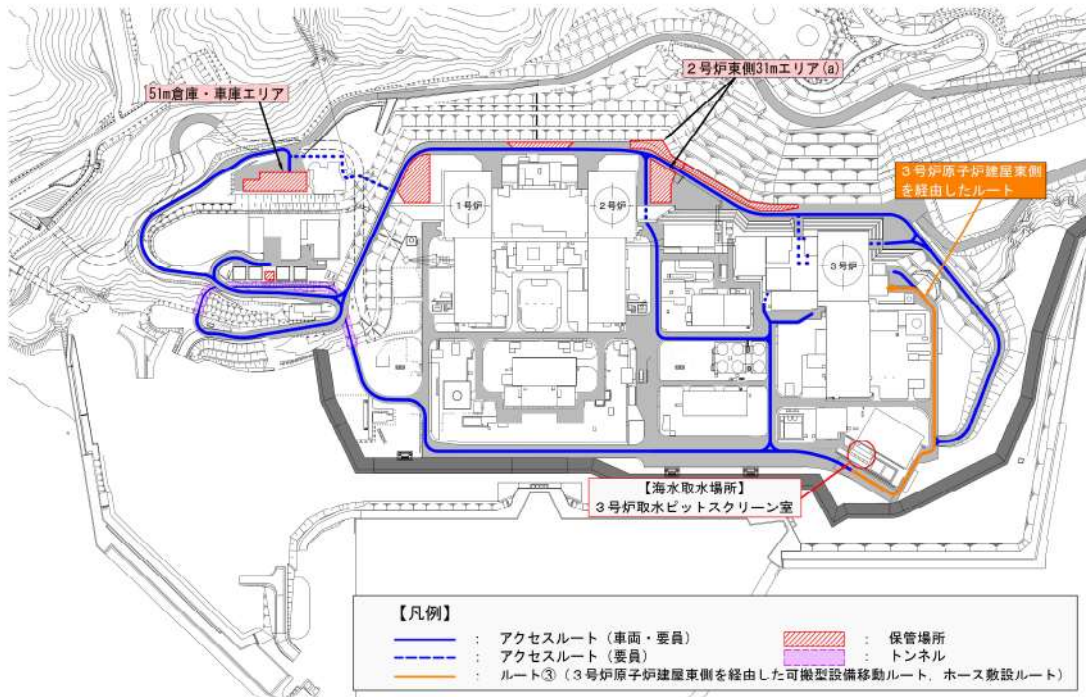 51m倉庫・車庫エリア
2号炉東側31mエリア(a)
3号炉原子炉建屋東側
を経由したルート
1号炉
2号炉
3号炉
【海水取水場所】
3号炉取水ピットスクリーン室
【凡例】
: アクセスルート（車両・要員）
: 保管場所
: アクセスルート（要員）
: トンネル
: ルート③（3号炉原子炉建屋東側を経由した可搬型設備移動ルート，ホース敷設ルート）